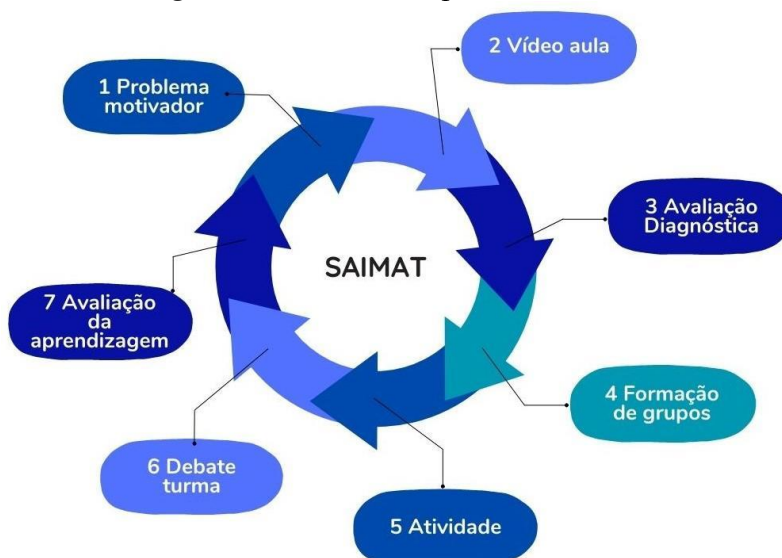 1 Problema
motivador
2 Vídeo aula
3 Avaliação
Diagnóstica
4 Formação
de grupos
5 Atividade
6 Debate
turma
7 Avaliação
da
aprendizagem
SAIMAT